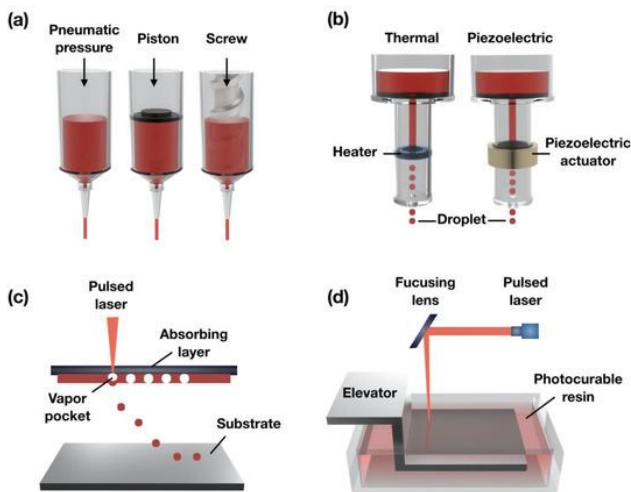 (a)
Pneumatic
pressure
Piston
Screw
(b)
Thermal
Piezoelectric
Heater
Piezoelectric
actuator
Droplet
(c)
Pulsed
laser
Absorbing
layer
Vapor
pocket
Substrate
(d)
Fucusing
lens
Pulsed
laser
Elevator
Photocurable
resin